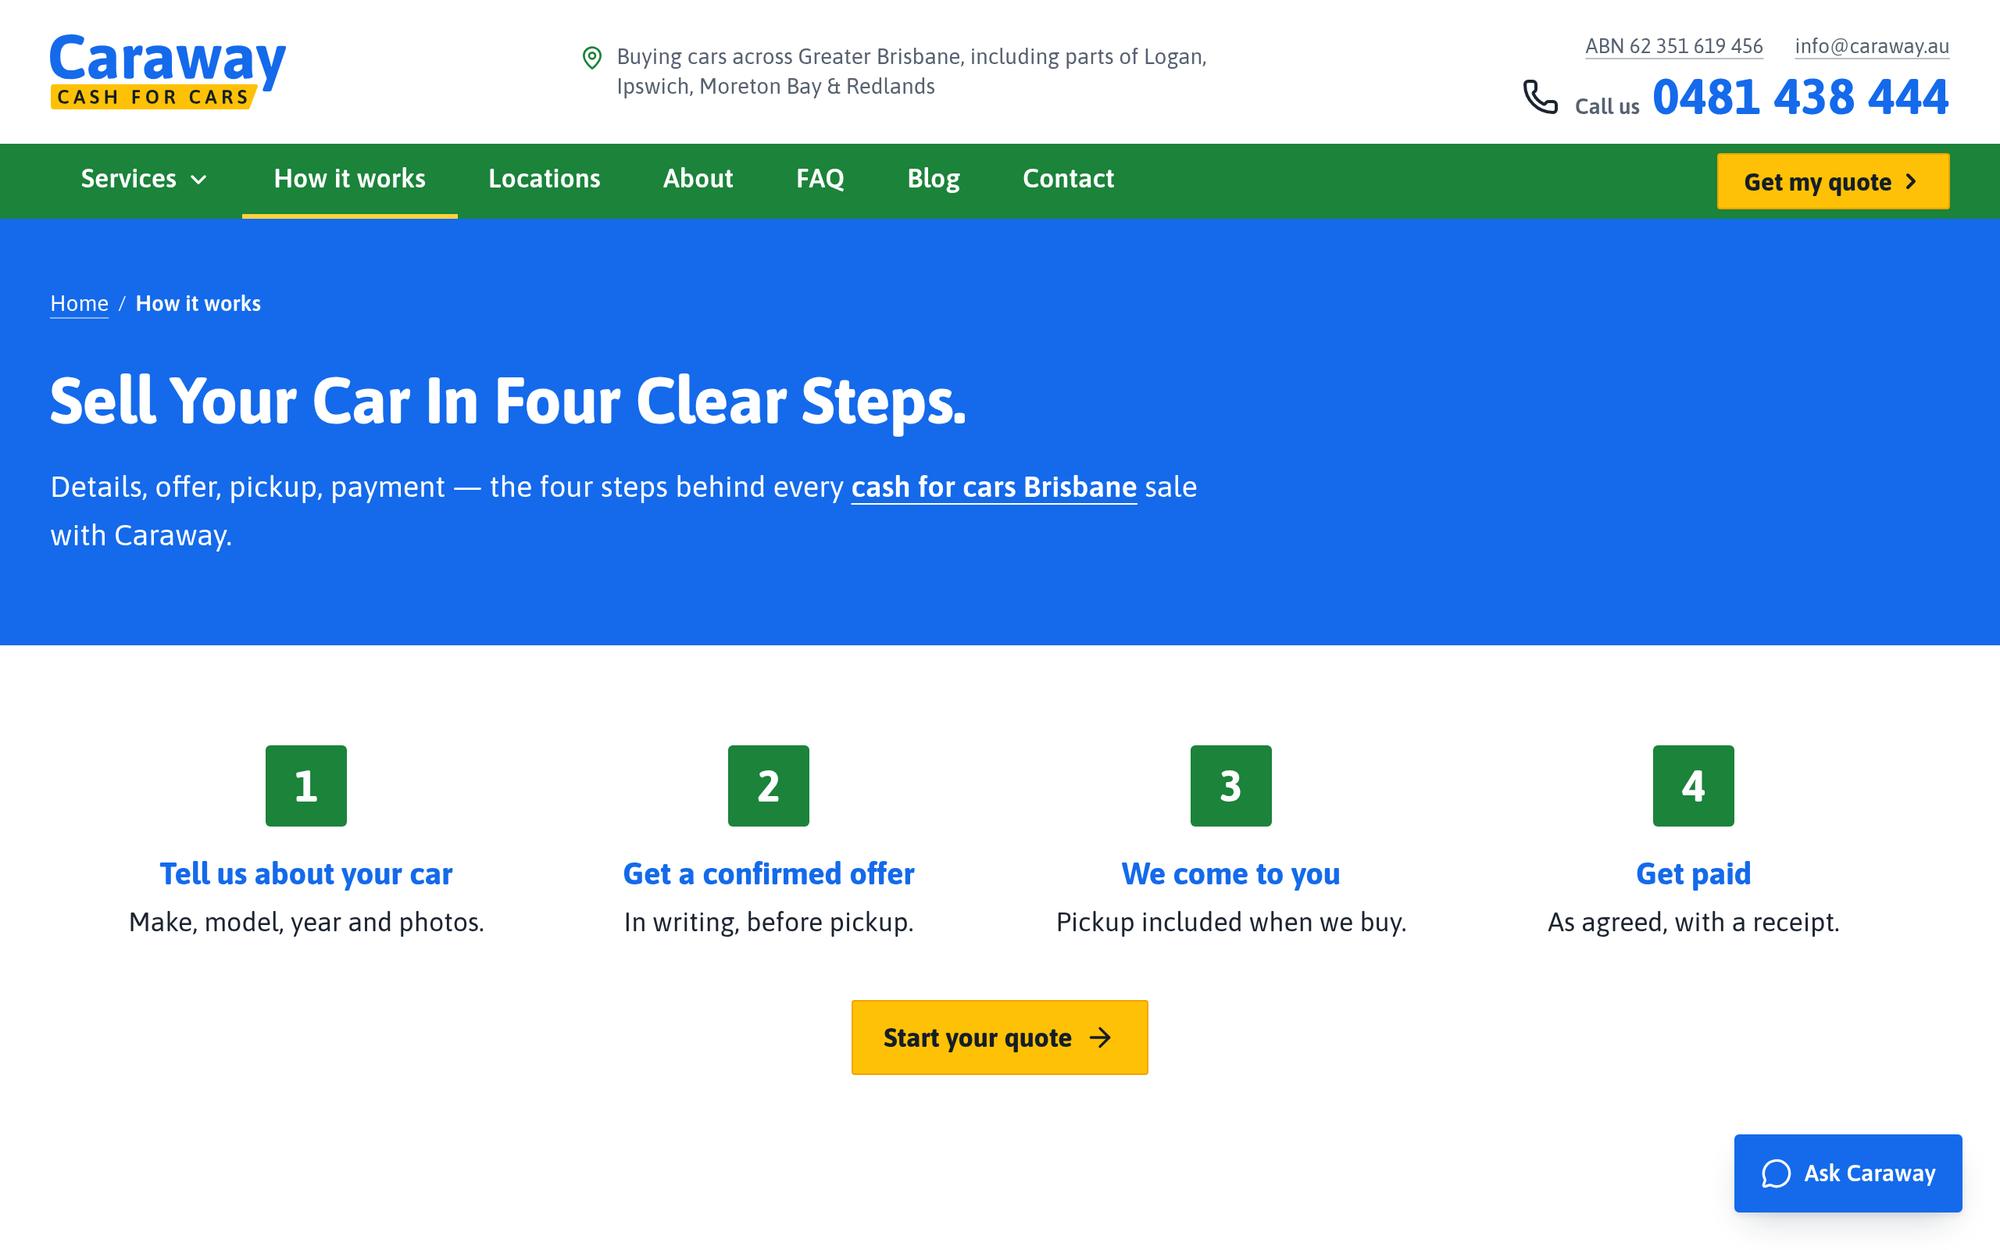 Caraway
CASH FOR CARS
Buying cars across Greater Brisbane, including parts of Logan,
Ipswich, Moreton Bay & Redlands
ABN 62 351 619 456
info@caraway.au
Call us 0481 438 444
Services
How it works
Locations
About
FAQ
Blog
Contact
Get my quote
Home / How it works
Sell Your Car In Four Clear Steps.
Details, offer, pickup, payment — the four steps behind every cash for cars Brisbane sale
with Caraway.
1
Tell us about your car
Make, model, year and photos.
2
Get a confirmed offer
In writing, before pickup.
3
We come to you
Pickup included when we buy.
4
Get paid
As agreed, with a receipt.
Start your quote
Ask Caraway